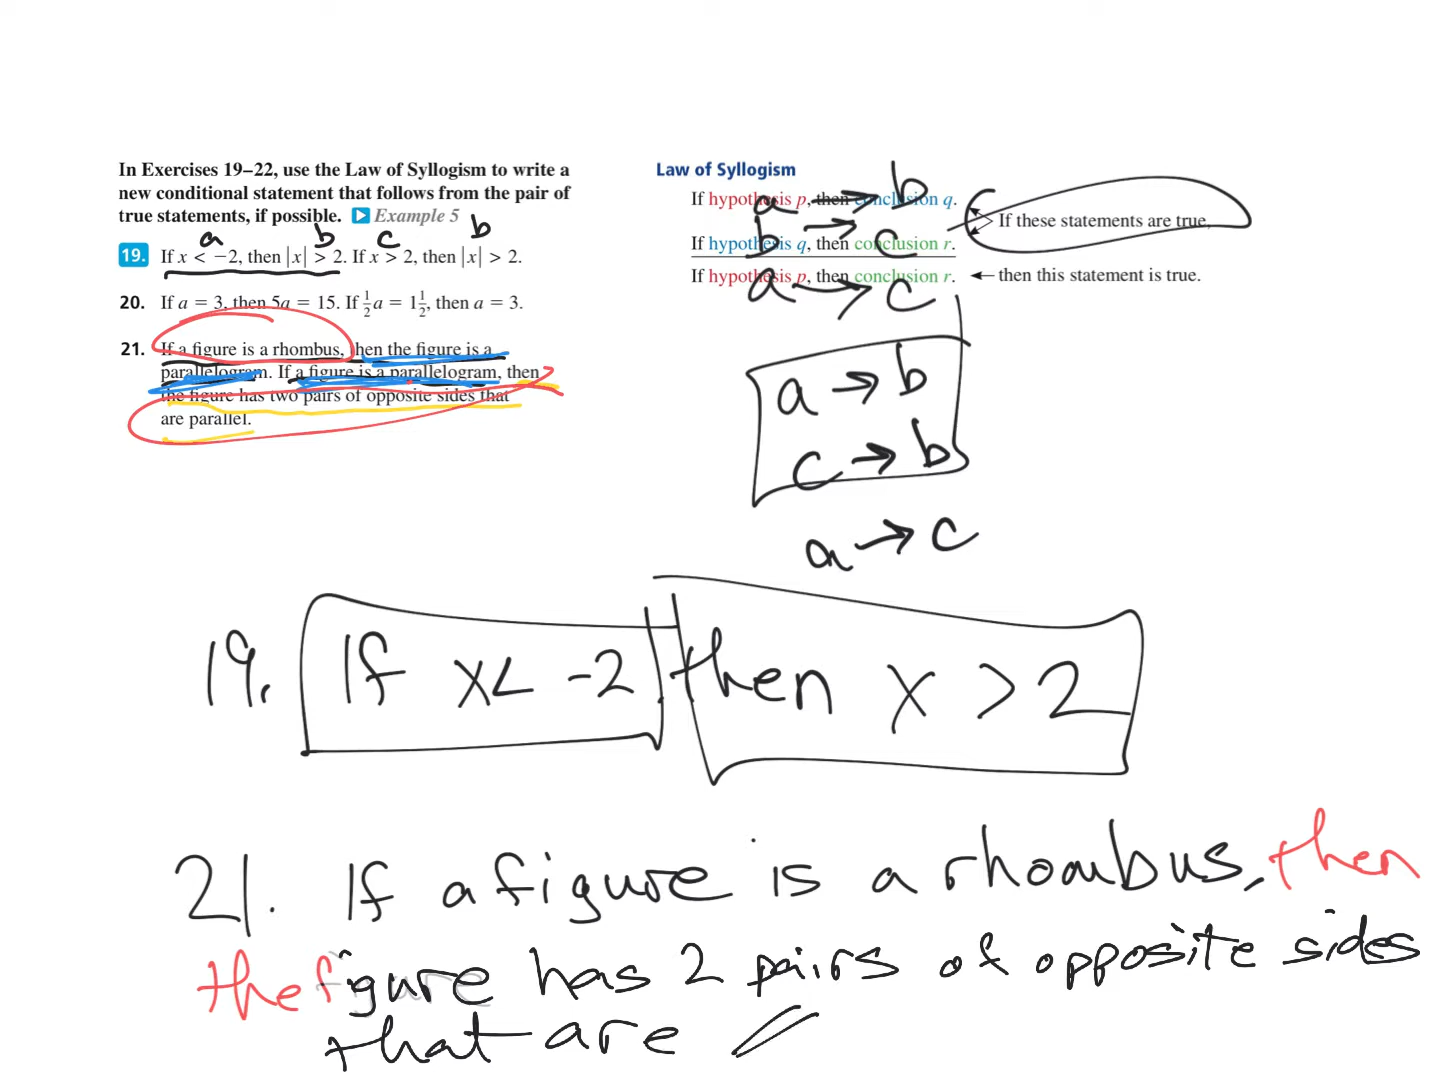 In Exercises 19–22, use the Law of Syllogism to write a
new conditional statement that follows from the pair of
true statements, if possible. Example 5
a b c b
19. If x < −2, then |x| > 2. If x > 2, then |x| > 2.
20. If a = 3, then 5a = 15. If 1/2 a = 1 1/2, then a = 3.
21. If a figure is a rhombus, then the figure is a
parallelogram. If a figure is a parallelogram, then
the figure has two pairs of opposite sides that
are parallel.
Law of Syllogism
If hypothesis p, then conclusion q.
a → b
If these statements are true,
If hypothesis q, then conclusion r.
b → c
If hypothesis p, then conclusion r. ← then this statement is true.
a → c
a → b
c → b
a → c
19. If x < -2 then x > 2
21. If a figure is a rhombus, then
the figure has 2 pairs of opposite sides
that are //